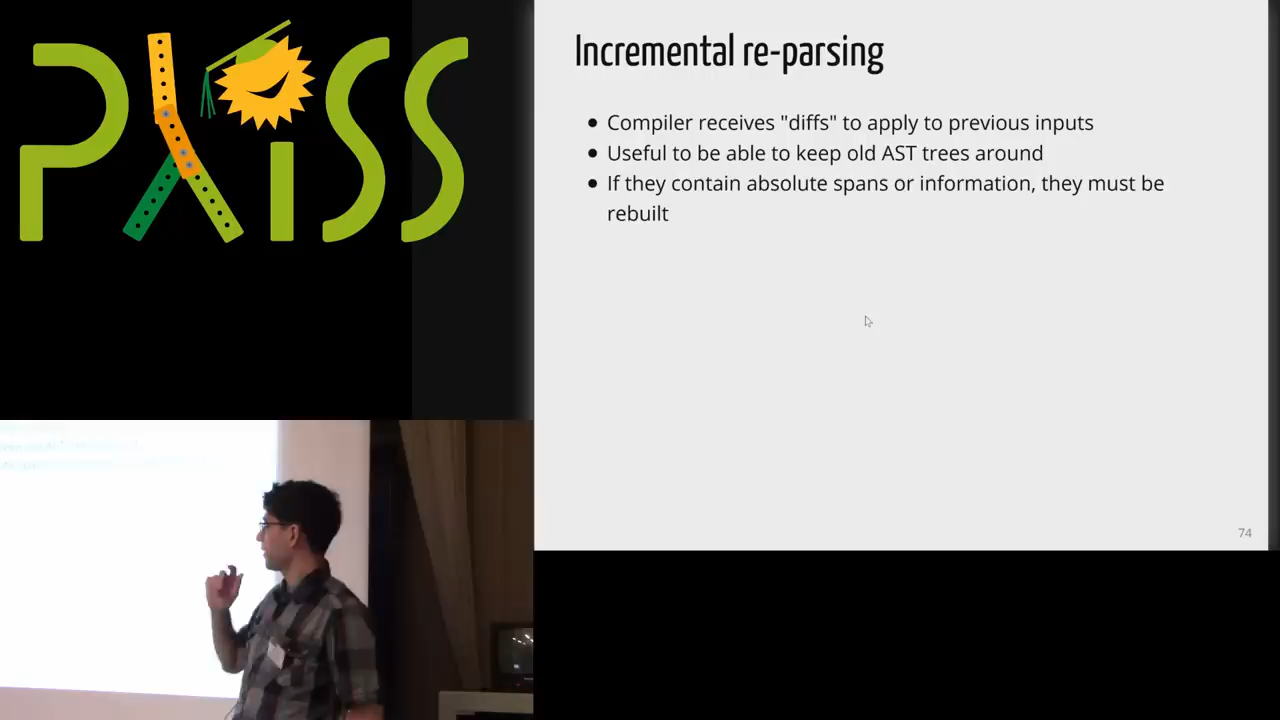 PLISS
Incremental re-parsing
Compiler receives "diffs" to apply to previous inputs
Useful to be able to keep old AST trees around
If they contain absolute spans or information, they must be
rebuilt
74